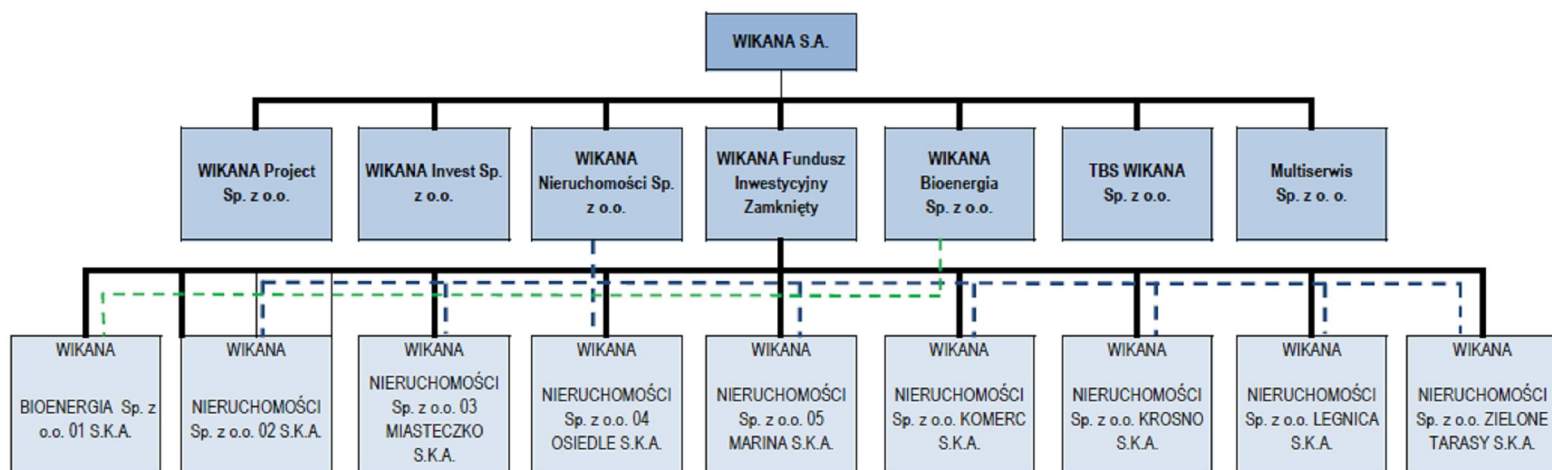 WIKANA S.A.
WIKANA Project
Sp. z o.o.
WIKANA Invest Sp.
z o.o.
WIKANA
Nieruchomości Sp.
z o.o.
WIKANA Fundusz
Inwestycyjny
Zamknięty
WIKANA
Bioenergia
Sp. z o.o.
TBS WIKANA
Sp. z o.o.
Multiserwis
Sp. z o. o.
WIKANA
BIOENERGIA Sp. z
o.o. 01 S.K.A.
WIKANA
NIERUCHOMOŚCI
Sp. z o.o. 02 S.K.A.
WIKANA
NIERUCHOMOŚCI
Sp. z o.o. 03
MIASTECZKO
S.K.A.
WIKANA
NIERUCHOMOŚCI
Sp. z o.o. 04
OSIEDLE S.K.A.
WIKANA
NIERUCHOMOŚCI
Sp. z o.o. 05
MARINA S.K.A.
WIKANA
NIERUCHOMOŚCI
Sp. z o.o. KOMERC
S.K.A.
WIKANA
NIERUCHOMOŚCI
Sp. z o.o. KROSNO
S.K.A.
WIKANA
NIERUCHOMOŚCI
Sp. z o.o. LEGNICA
S.K.A.
WIKANA
NIERUCHOMOŚCI
Sp. z o.o. ZIELONE
TARASY S.K.A.